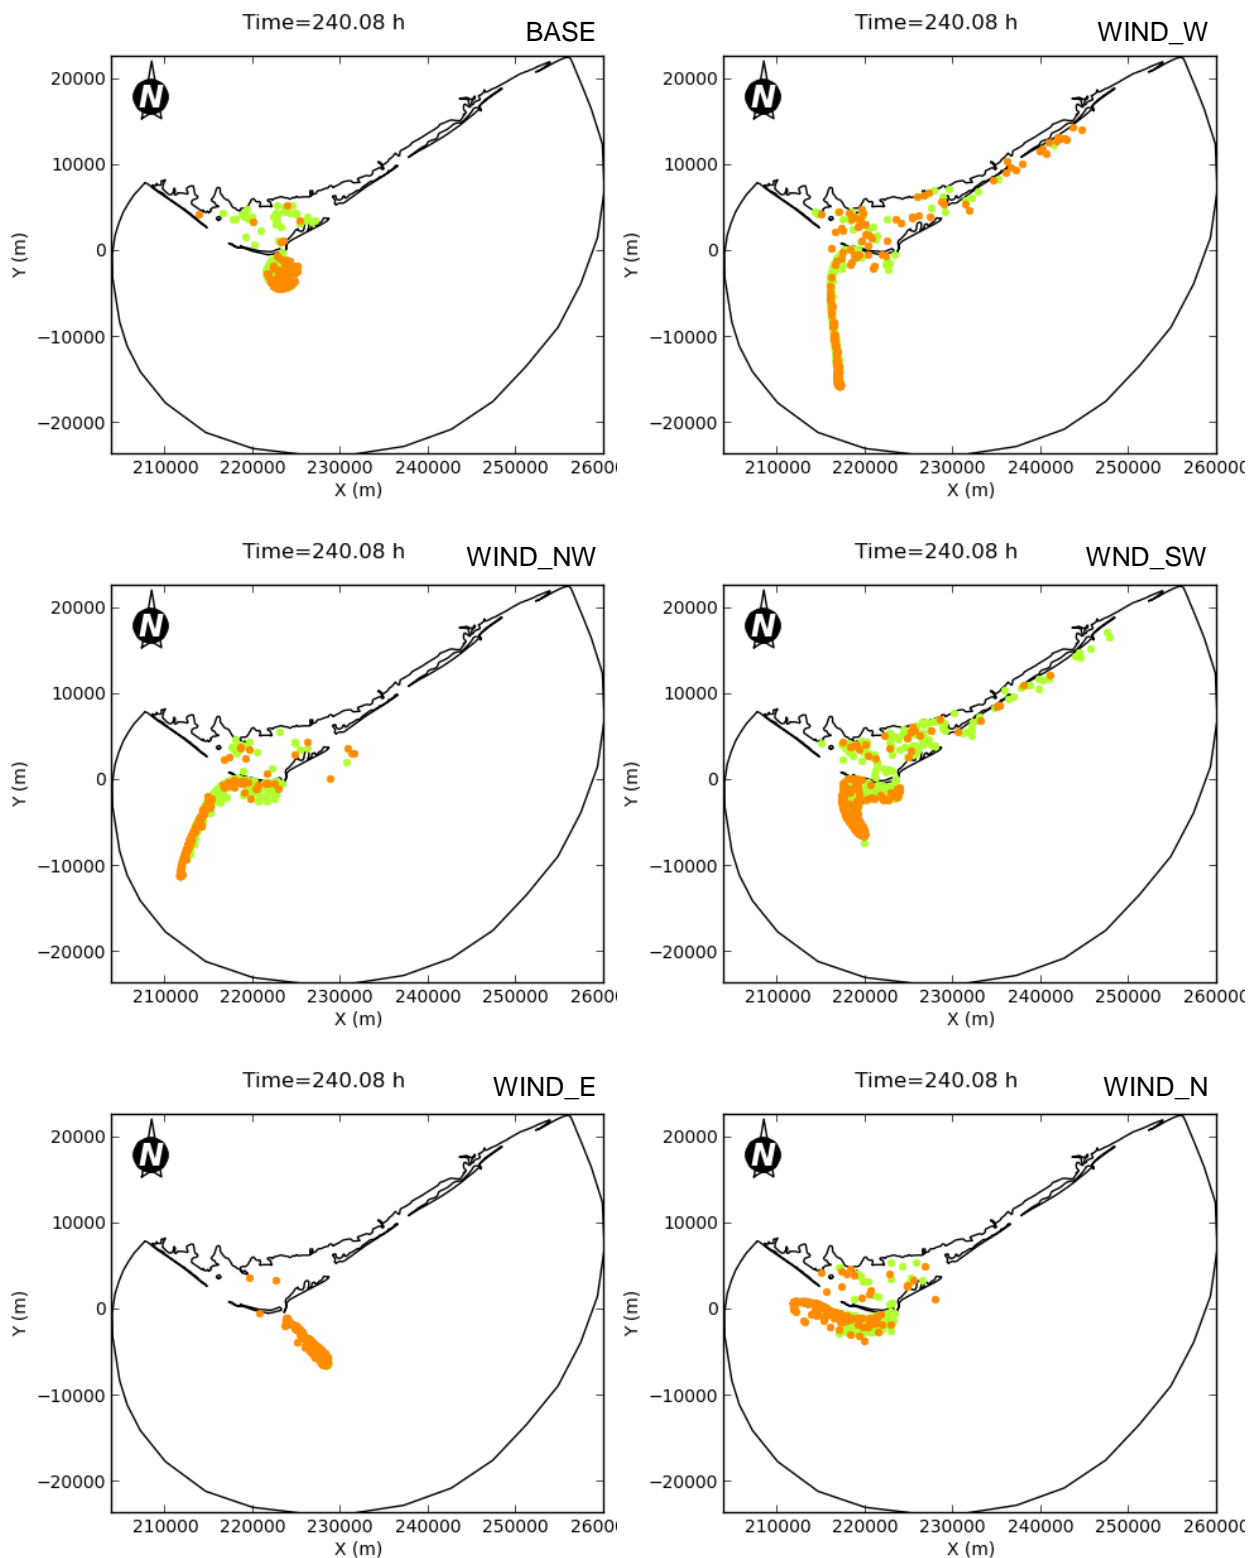 Time=240.08 h BASE
N
20000
10000
0
−10000
−20000
Y (m)
210000 220000 230000 240000 250000 26000
X (m)
Time=240.08 h WIND_W
N
20000
10000
0
−10000
−20000
Y (m)
210000 220000 230000 240000 250000 260000
X (m)
Time=240.08 h WIND_NW
N
20000
10000
0
−10000
−20000
Y (m)
210000 220000 230000 240000 250000 26000
X (m)
Time=240.08 h WND_SW
N
20000
10000
0
−10000
−20000
Y (m)
210000 220000 230000 240000 250000 260000
X (m)
Time=240.08 h WIND_E
N
20000
10000
0
−10000
−20000
Y (m)
210000 220000 230000 240000 250000 26000
X (m)
Time=240.08 h WIND_N
N
20000
10000
0
−10000
−20000
Y (m)
210000 220000 230000 240000 250000 260000
X (m)